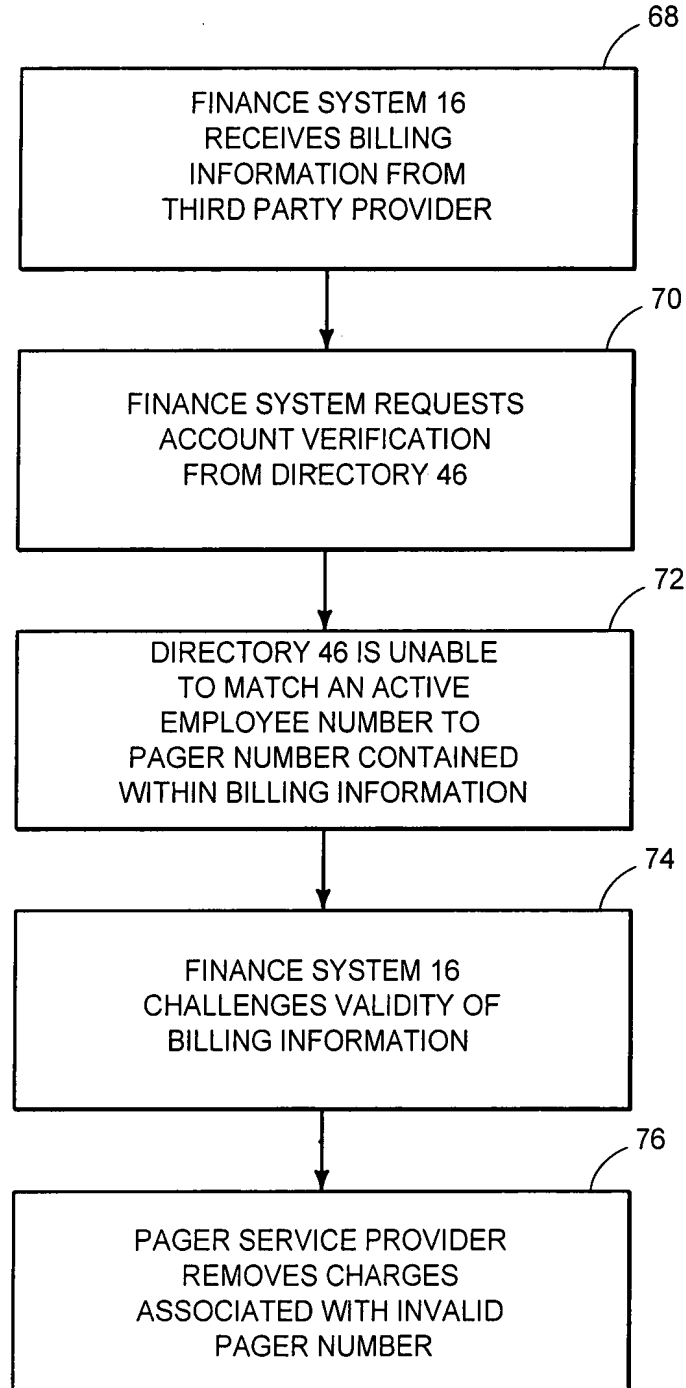 68
FINANCE SYSTEM 16
RECEIVES BILLING
INFORMATION FROM
THIRD PARTY PROVIDER
70
FINANCE SYSTEM REQUESTS
ACCOUNT VERIFICATION
FROM DIRECTORY 46
72
DIRECTORY 46 IS UNABLE
TO MATCH AN ACTIVE
EMPLOYEE NUMBER TO
PAGER NUMBER CONTAINED
WITHIN BILLING INFORMATION
74
FINANCE SYSTEM 16
CHALLENGES VALIDITY OF
BILLING INFORMATION
76
PAGER SERVICE PROVIDER
REMOVES CHARGES
ASSOCIATED WITH INVALID
PAGER NUMBER